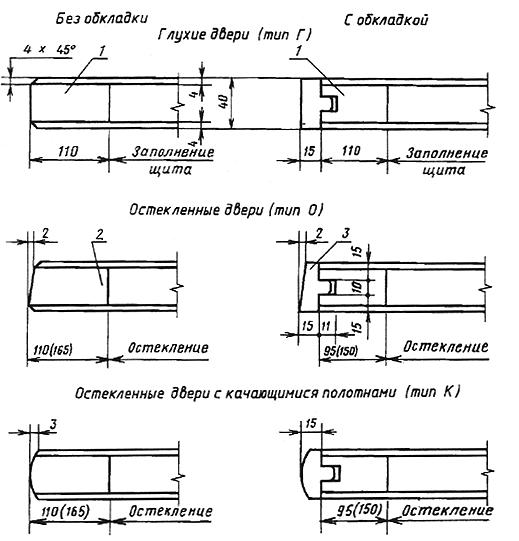 Без обкладки
С обкладкой
Глухие двери (тип Г)
4 × 45°
1
1
4
40
4
110
Заполнение
щита
15
110
Заполнение
щита
Остекленные двери (тип О)
2
2
2
3
15
10
15
15
11
110(165)
Остекление
95(150)
Остекление
Остекленные двери с качающимися полотнами (тип К)
3
15
110(165)
Остекление
95(150)
Остекление